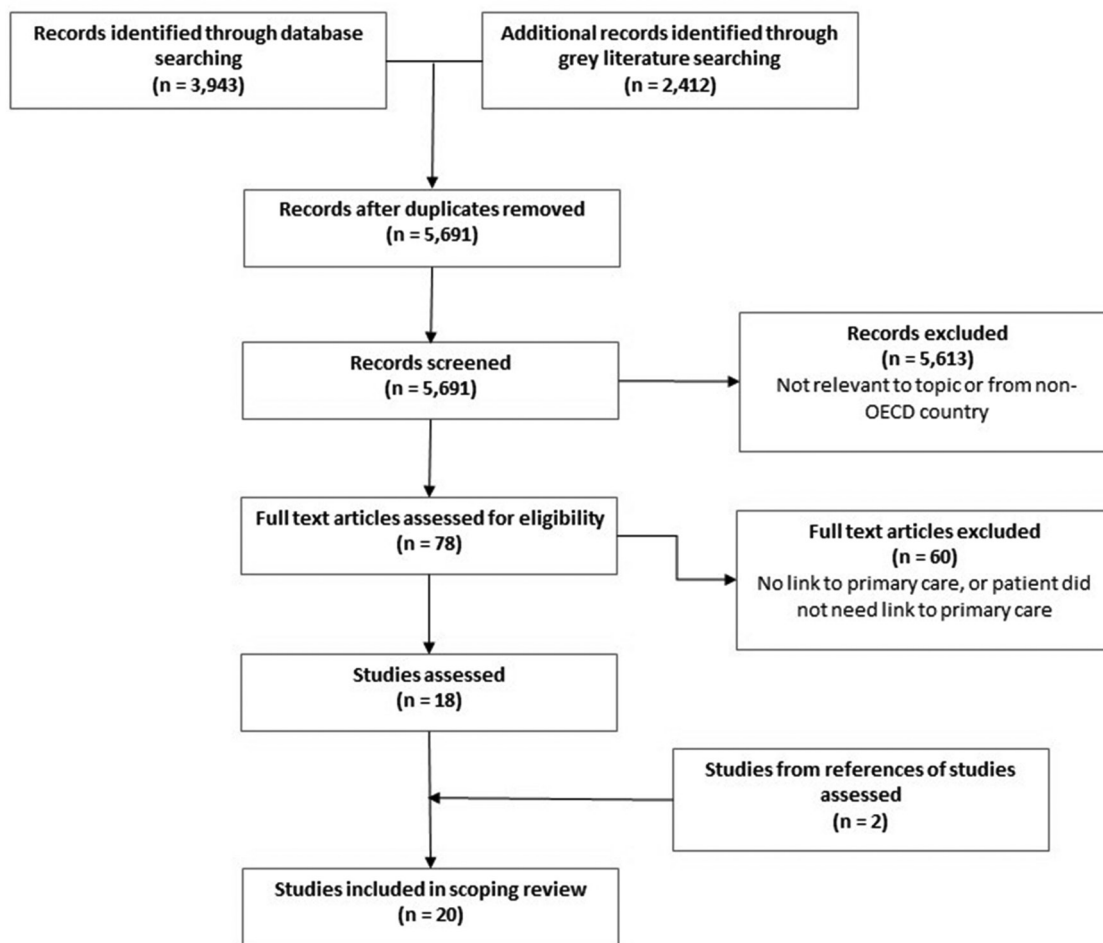 Records identified through database
searching
(n = 3,943)
Additional records identified through
grey literature searching
(n = 2,412)
Records after duplicates removed
(n = 5,691)
Records screened
(n = 5,691)
Records excluded
(n = 5,613)
Not relevant to topic or from non-
OECD country
Full text articles assessed for eligibility
(n = 78)
Full text articles excluded
(n = 60)
No link to primary care, or patient did
not need link to primary care
Studies assessed
(n = 18)
Studies from references of studies
assessed
(n = 2)
Studies included in scoping review
(n = 20)